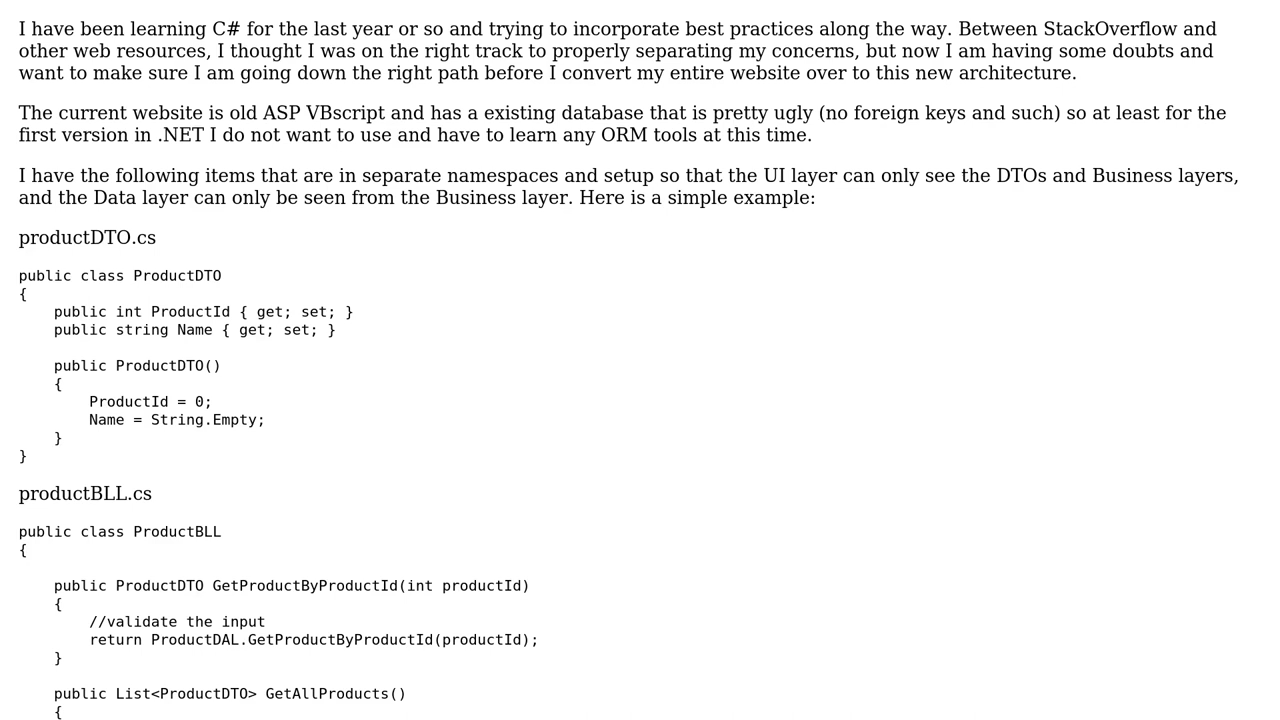 I have been learning C# for the last year or so and trying to incorporate best practices along the way. Between StackOverflow and
other web resources, I thought I was on the right track to properly separating my concerns, but now I am having some doubts and
want to make sure I am going down the right path before I convert my entire website over to this new architecture.
The current website is old ASP VBscript and has a existing database that is pretty ugly (no foreign keys and such) so at least for the
first version in .NET I do not want to use and have to learn any ORM tools at this time.
I have the following items that are in separate namespaces and setup so that the UI layer can only see the DTOs and Business layers,
and the Data layer can only be seen from the Business layer. Here is a simple example:
productDTO.cs
public class ProductDTO
{
    public int ProductId { get; set; }
    public string Name { get; set; }
    public ProductDTO()
    {
        ProductId = 0;
        Name = String.Empty;
    }
}
productBLL.cs
public class ProductBLL
{
    public ProductDTO GetProductByProductId(int productId)
    {
        //validate the input
        return ProductDAL.GetProductByProductId(productId);
    }
    public List<ProductDTO> GetAllProducts()
    {